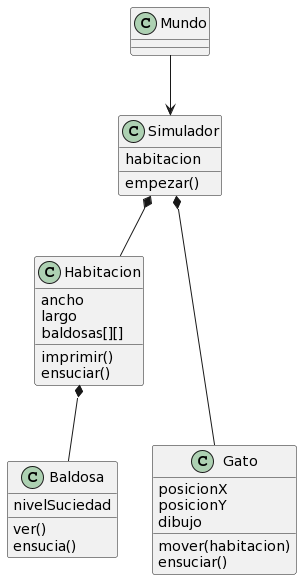 C Mundo
C Simulador
habitacion
empezar()
C Habitacion
ancho
largo
baldosas[][]
imprimir()
ensuciar()
C Baldosa
nivelSuciedad
ver()
ensucia()
C Gato
posicionX
posicionY
dibujo
mover(habitacion)
ensuciar()